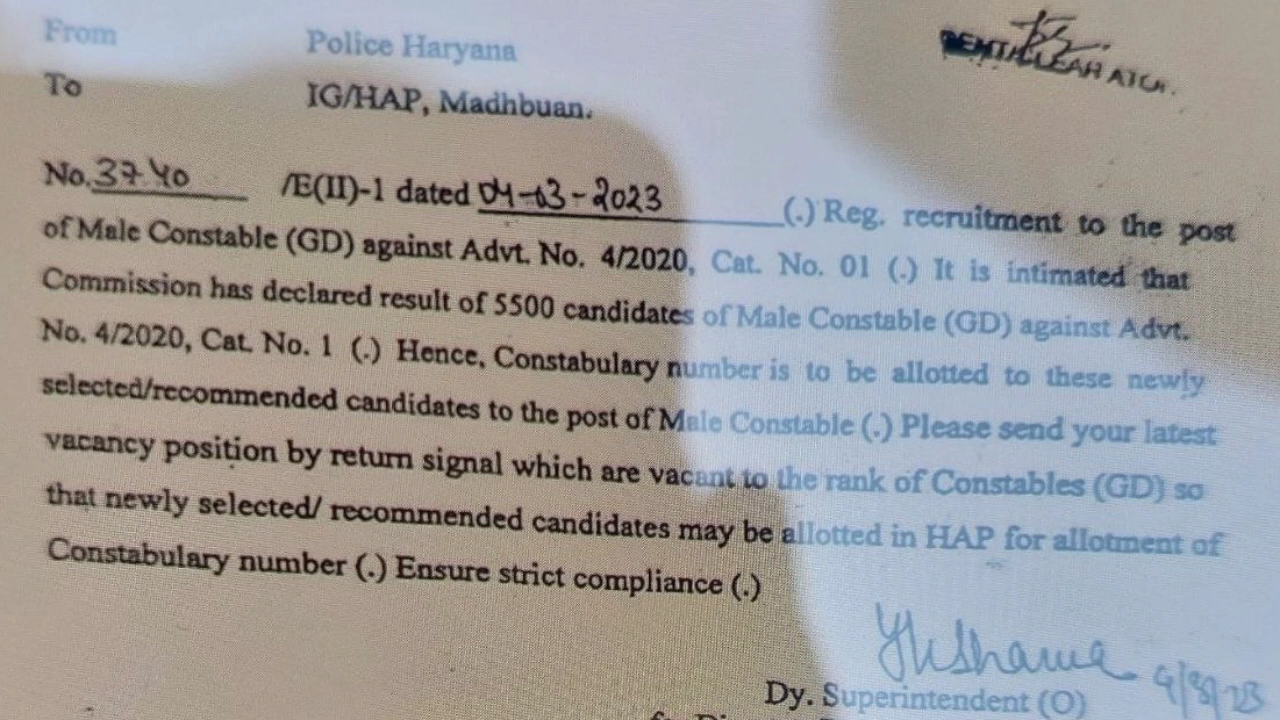 From Police Haryana
To IG/HAP, Madhbuan.
No. 3740 /E(II)-1 dated 04-03-2023 (.) Reg. recruitment to the post
of Male Constable (GD) against Advt. No. 4/2020, Cat. No. 01 (.) It is intimated that
Commission has declared result of 5500 candidates of Male Constable (GD) against Advt.
No. 4/2020, Cat. No. 1 (.) Hence, Constabulary number is to be allotted to these newly
selected/recommended candidates to the post of Male Constable (.) Please send your latest
vacancy position by return signal which are vacant to the rank of Constables (GD) so
that newly selected/ recommended candidates may be allotted in HAP for allotment of
Constabulary number (.) Ensure strict compliance (.)
Dy. Superintendent (O)